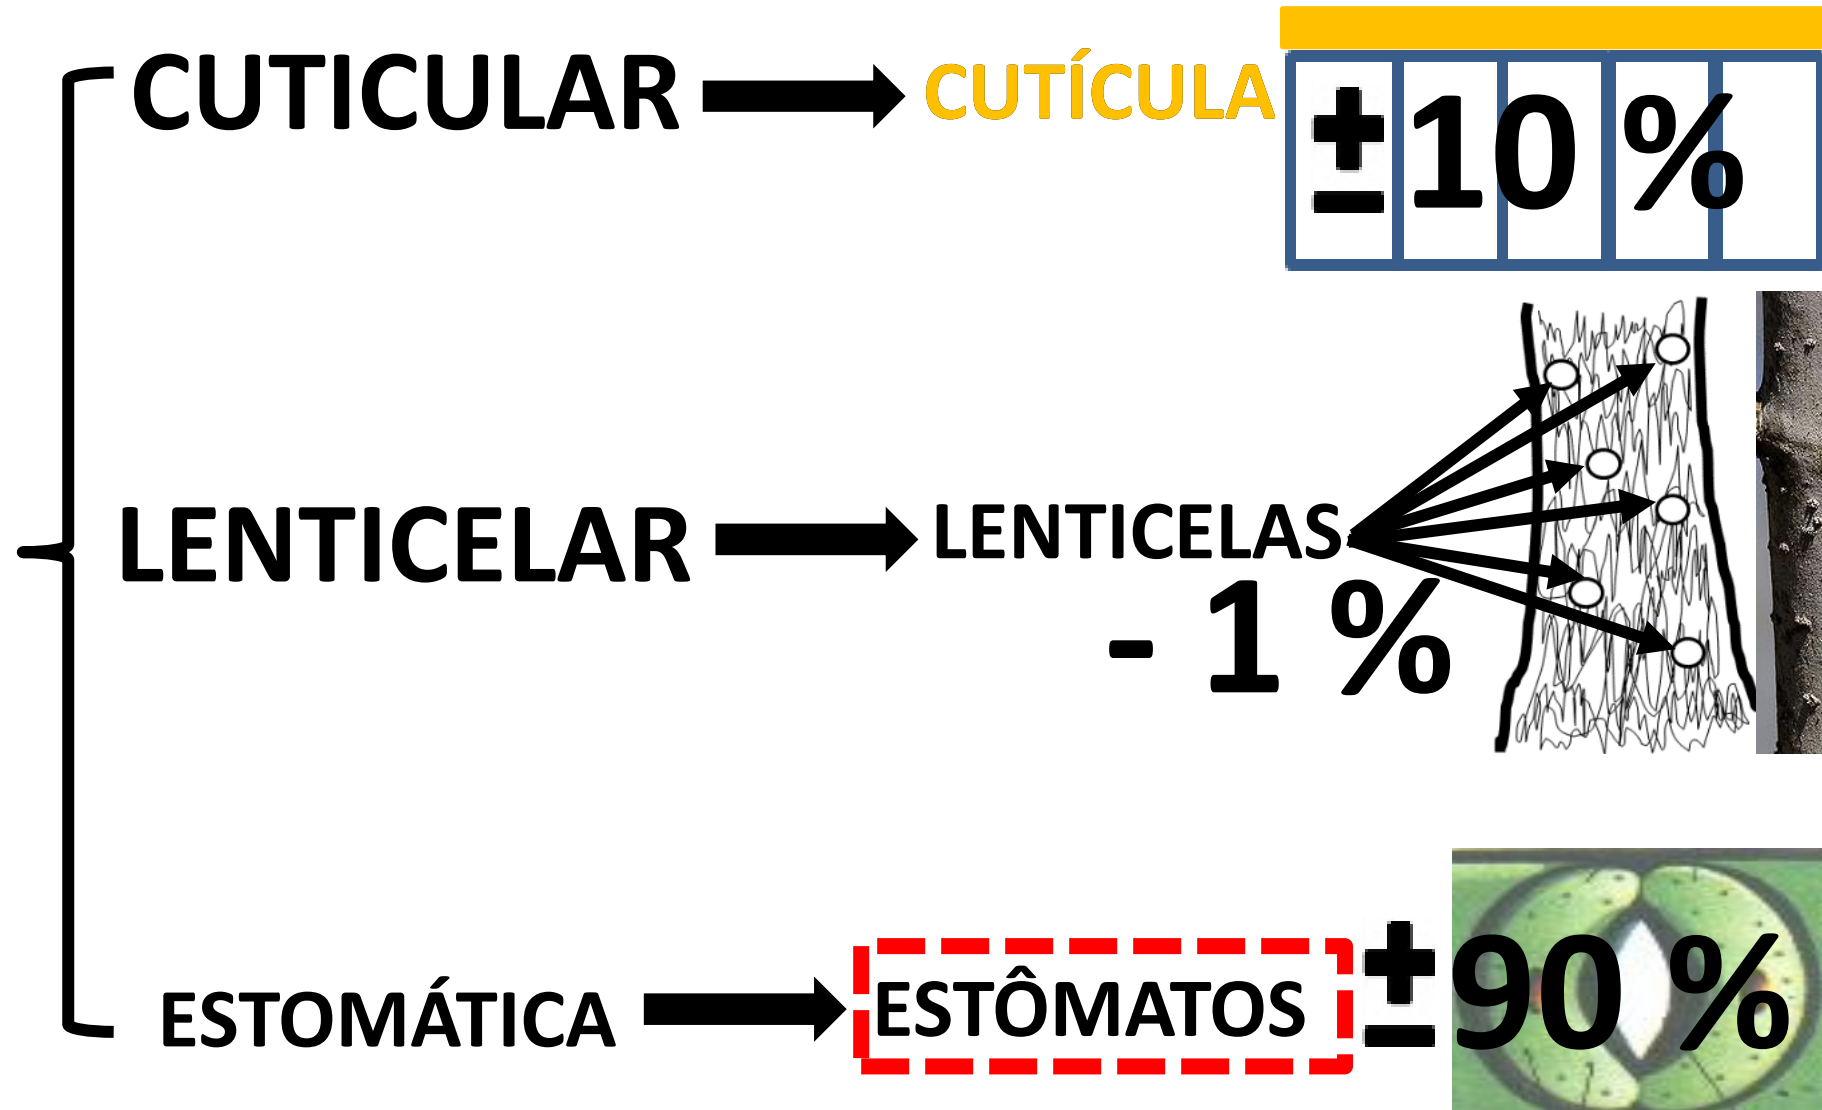 CUTICULAR CUTÍCULA ± 10 %
LENTICELAR LENTICELAS
- 1 %
ESTOMÁTICA ESTÔMATOS ± 90 %